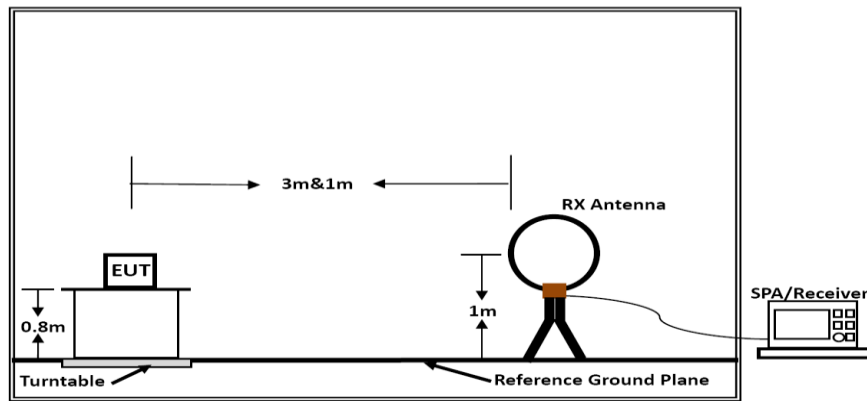 3m&1m
RX Antenna
EUT
SPA/Receiver
0.8m
1m
Turntable
Reference Ground Plane